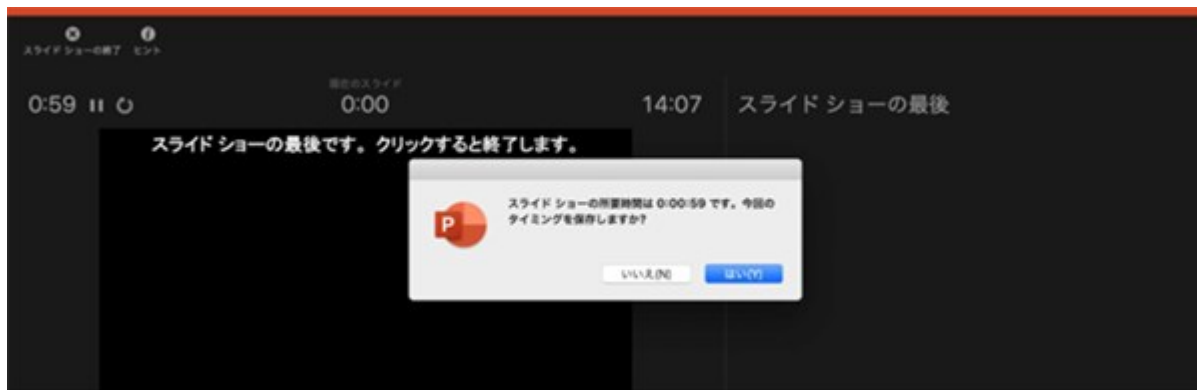 スライド ショーの終了 ヒント
現在のスライド
0:59 0:00 14:07 スライド ショーの最後
スライド ショーの最後です。クリックすると終了します。
スライド ショーの所要時間は 0:00:59 です。今回の
タイミングを保存しますか?
P
いいえ(N) はい(Y)